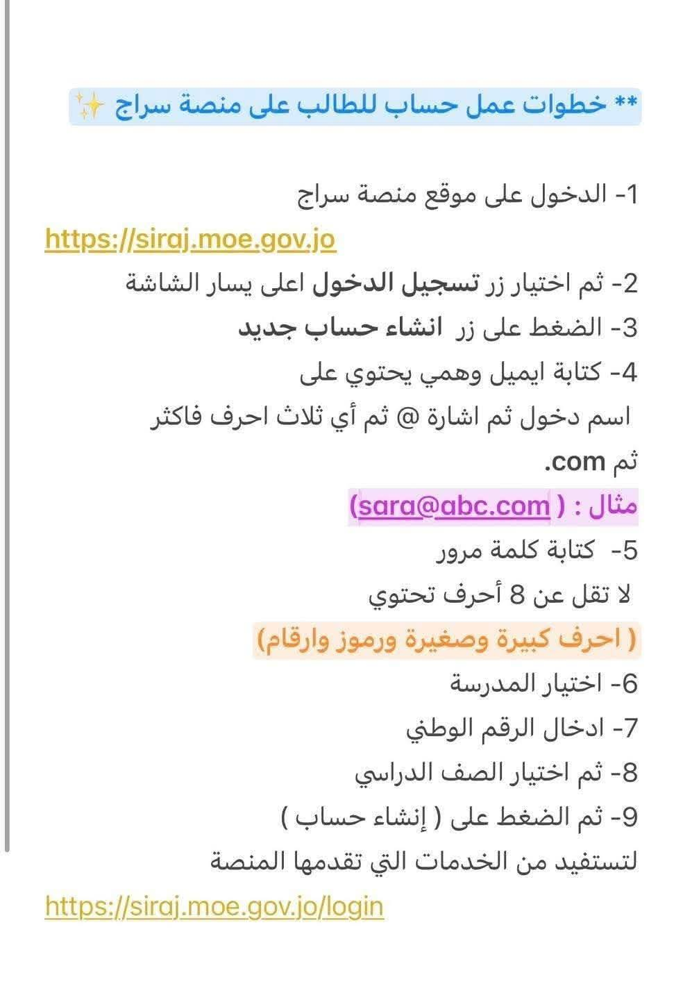 ** خطوات عمل حساب للطالب على منصة سراج ✨
1- الدخول على موقع منصة سراج
https://siraj.moe.gov.jo
2- ثم اختيار زر تسجيل الدخول اعلى يسار الشاشة
3- الضغط على زر انشاء حساب جديد
4- كتابة ايميل وهمي يحتوي على
اسم دخول ثم اشارة @ ثم أي ثلاث احرف فاكثر
ثم com.
مثال : ( sara@abc.com)
5- كتابة كلمة مرور
لا تقل عن 8 أحرف تحتوي
( احرف كبيرة وصغيرة ورموز وارقام)
6- اختيار المدرسة
7- ادخال الرقم الوطني
8- ثم اختيار الصف الدراسي
9- ثم الضغط على ( إنشاء حساب )
لتستفيد من الخدمات التي تقدمها المنصة
https://siraj.moe.gov.jo/login